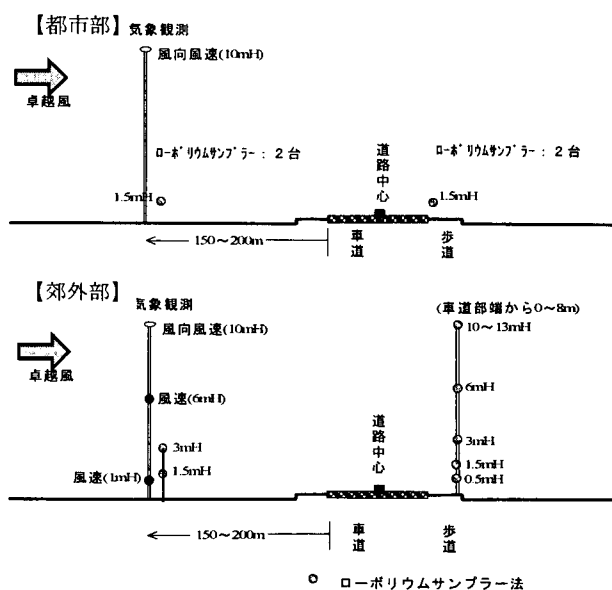 【都市部】 気象観測
風向風速(10mH)
卓越風
ローボリウムサンプラー：2台
道路中心
ローボリウムサンプラー：2台
1.5mH
1.5mH
150～200m
車道
歩道
【郊外部】
気象観測
(車道部端から0～8m)
風向風速(10mH)
10～13mH
卓越風
風速(6mH)
6mH
道路中心
3mH
3mH
1.5mH
1.5mH
風速(1mH)
0.5mH
150～200m
車道
歩道
ローボリウムサンプラー法